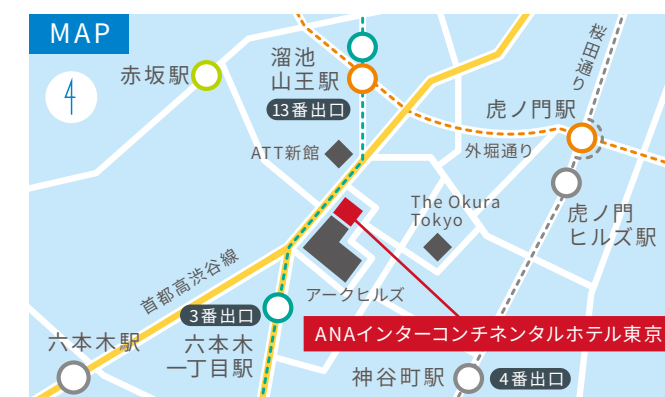 MAP
赤坂駅
溜池
山王駅
13番出口
桜田通り
虎ノ門駅
ATT新館
外堀通り
The Okura
Tokyo
虎ノ門
ヒルズ駅
首都高渋谷線
アークヒルズ
3番出口
六本木駅
六本木
一丁目駅
ANAインターコンチネンタルホテル東京
神谷町駅
4番出口